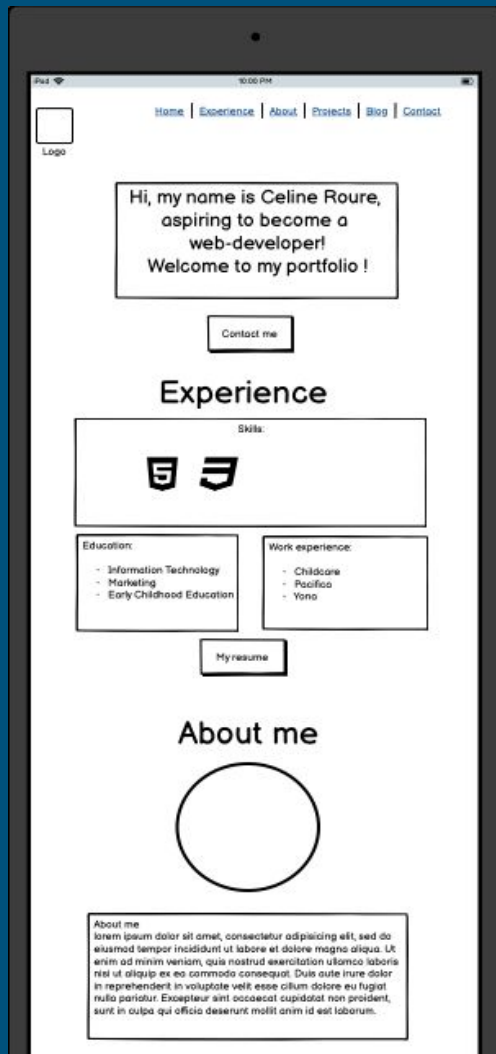 iPad
10:00 PM
Home | Experience | About | Projects | Blog | Contact
Logo
Hi, my name is Celine Roure,
aspiring to become a
web-developer!
Welcome to my portfolio !
Contact me
Experience
Skills:
5
Education:
- Information Technology
- Marketing
- Early Childhood Education
Work experience:
- Childcare
- Pacifica
- Yono
My resume
About me
About me
lorem ipsum dolor sit amet, consectetur adipisicing elit, sed do
eiusmod tempor incididunt ut labore et dolore magna aliqua. Ut
enim ad minim veniam, quis nostrud exercitation ullamco laboris
nisi ut aliquip ex ea commodo consequat. Duis aute irure dolor
in reprehenderit in voluptate velit esse cillum dolore eu fugiat
nulla pariatur. Excepteur sint occaecat cupidatat non proident,
sunt in culpa qui officia deserunt mollit anim id est laborum.